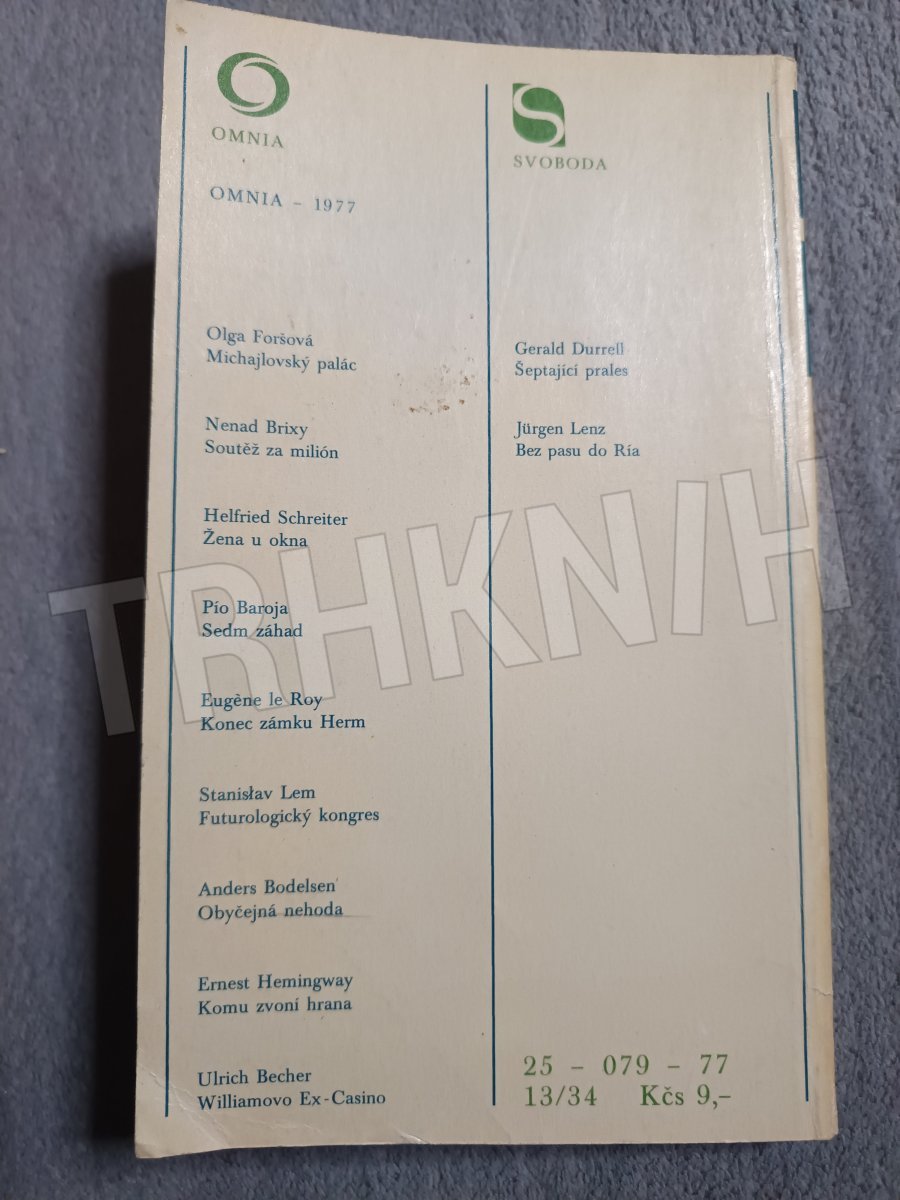 OMNIA
OMNIA – 1977
Olga Foršová
Michajlovský palác
Nenad Brixy
Soutěž za milión
Helfried Schreiter
Žena u okna
Pío Baroja
Sedm záhad
Eugène le Roy
Konec zámku Herm
Stanisław Lem
Futurologický kongres
Anders Bodelsen
Obyčejná nehoda
Ernest Hemingway
Komu zvoní hrana
Ulrich Becher
Williamovo Ex-Casino
SVOBODA
Gerald Durrell
Šeptající prales
Jürgen Lenz
Bez pasu do Ría
25 – 079 – 77
13/34 Kčs 9,–
TRHKNIH